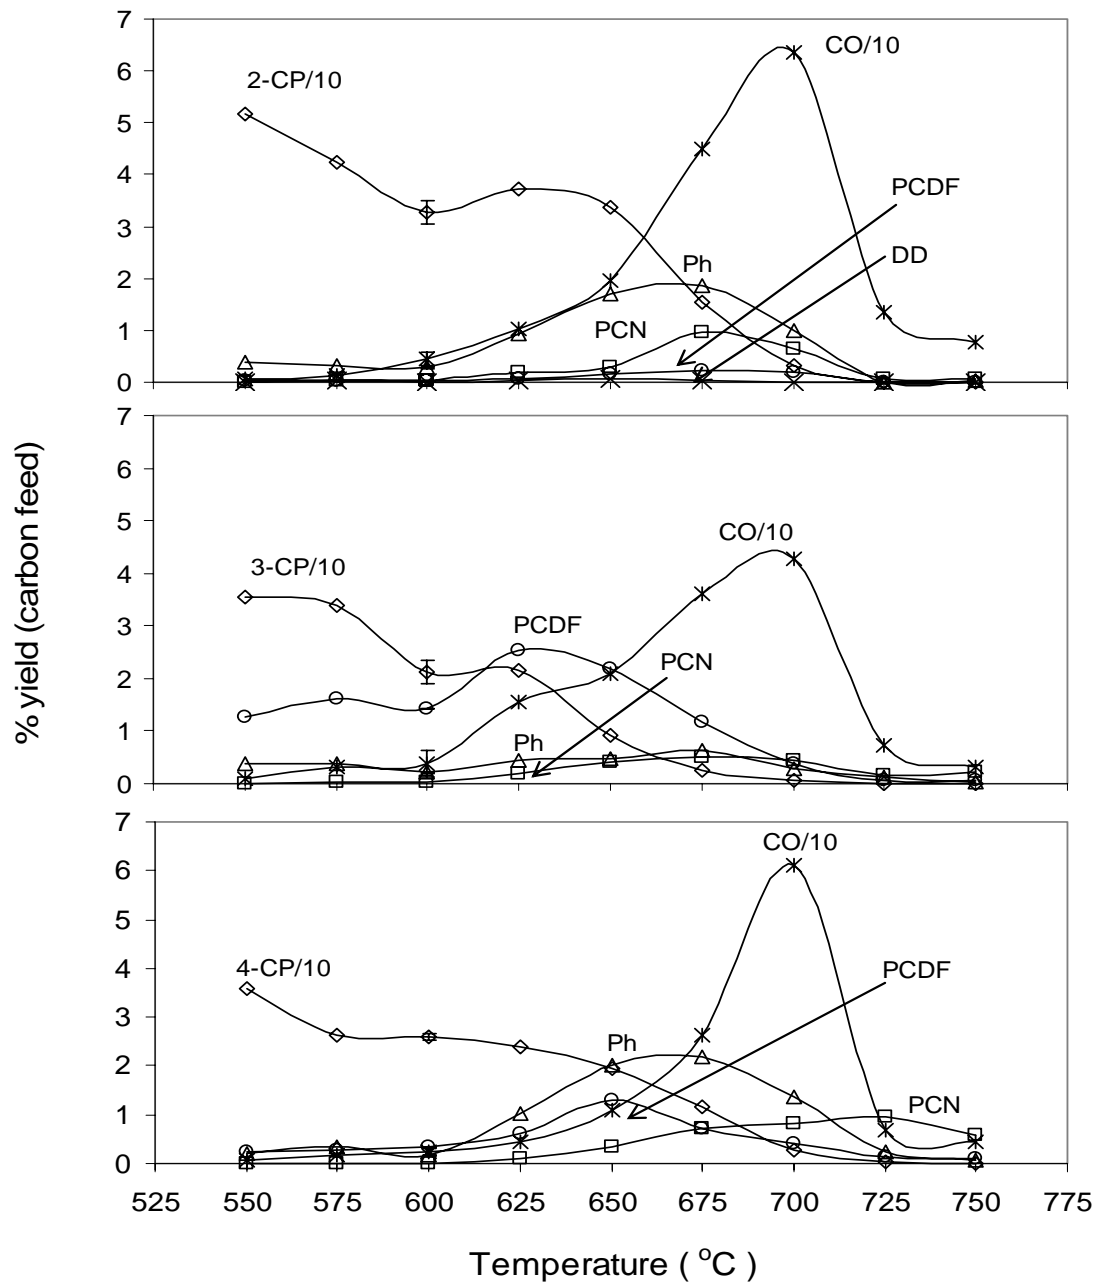 7
6
5
4
3
2
1
0
2-CP/10
CO/10
PCDF
DD
Ph
PCN
7
6
5
4
3
2
1
0
3-CP/10
CO/10
PCDF
PCN
Ph
% yield (carbon feed)
7
6
5
4
3
2
1
0
CO/10
4-CP/10
PCDF
Ph
PCN
525 550 575 600 625 650 675 700 725 750 775
Temperature ( °C )